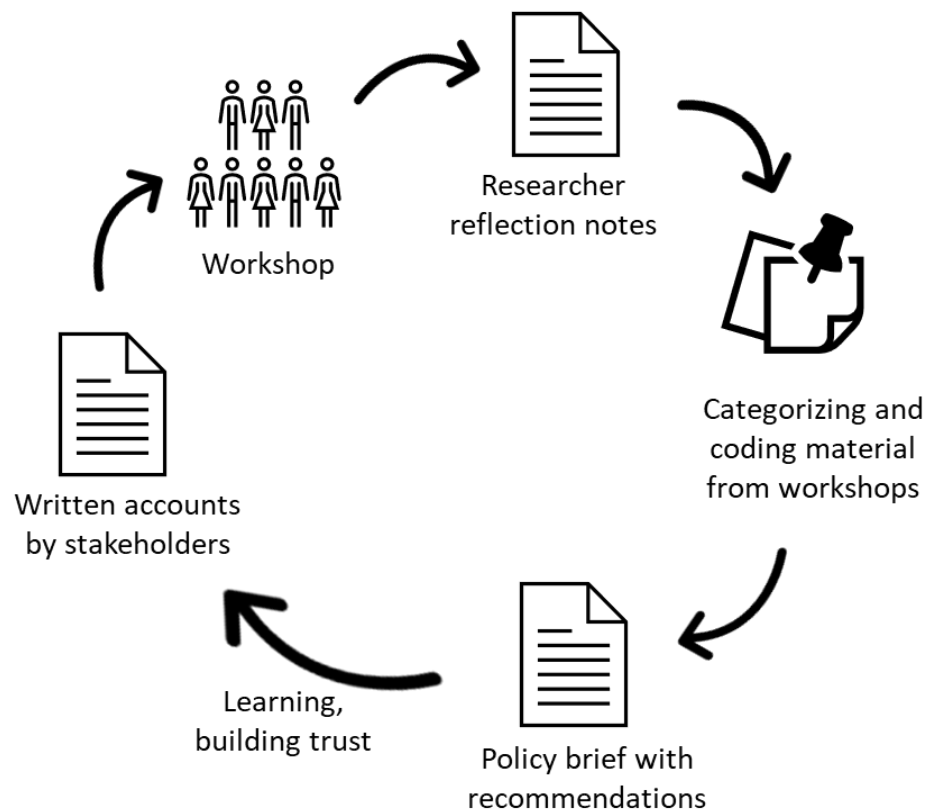 Workshop
Researcher
reflection notes
Categorizing and
coding material
from workshops
Policy brief with
recommendations
Learning,
building trust
Written accounts
by stakeholders